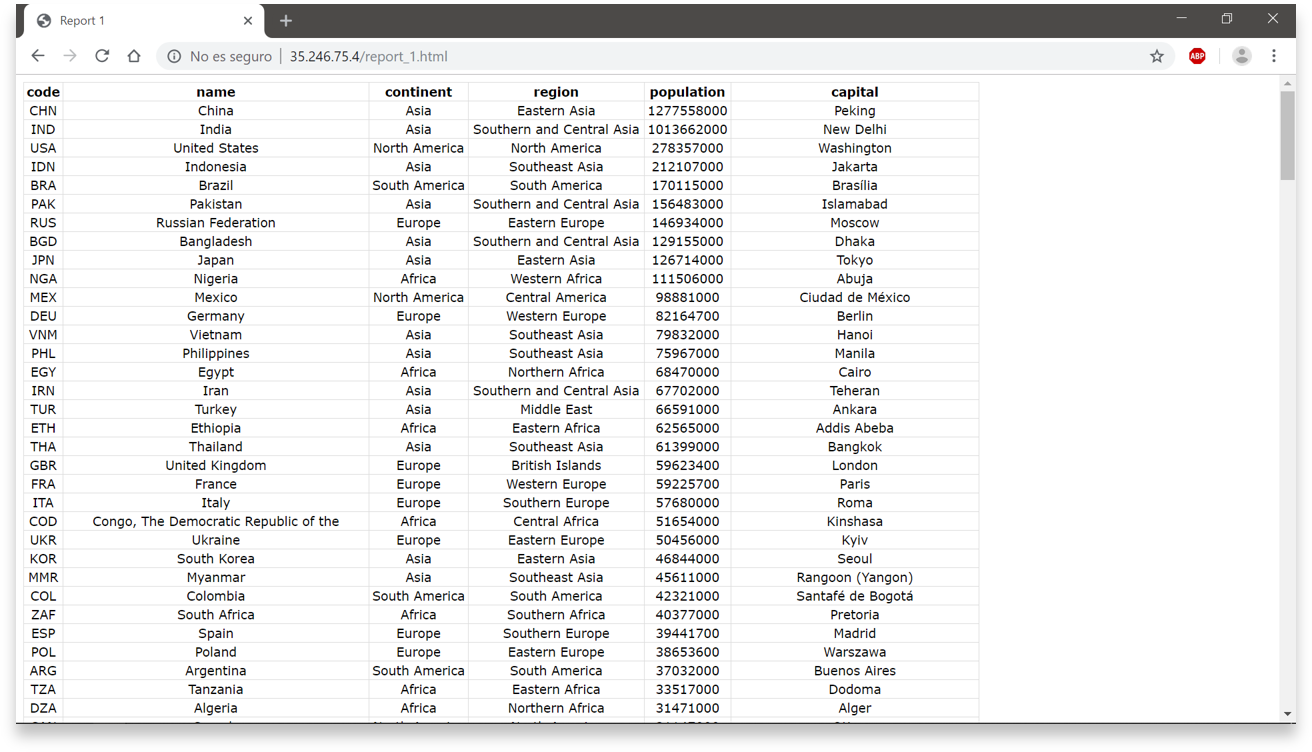 Report 1
No es seguro | 35.246.75.4/report_1.html
ABP
code name continent region population capital
CHN China Asia Eastern Asia 1277558000 Peking
IND India Asia Southern and Central Asia 1013662000 New Delhi
USA United States North America North America 278357000 Washington
IDN Indonesia Asia Southeast Asia 212107000 Jakarta
BRA Brazil South America South America 170115000 Brasília
PAK Pakistan Asia Southern and Central Asia 156483000 Islamabad
RUS Russian Federation Europe Eastern Europe 146934000 Moscow
BGD Bangladesh Asia Southern and Central Asia 129155000 Dhaka
JPN Japan Asia Eastern Asia 126714000 Tokyo
NGA Nigeria Africa Western Africa 111506000 Abuja
MEX Mexico North America Central America 98881000 Ciudad de México
DEU Germany Europe Western Europe 82164700 Berlin
VNM Vietnam Asia Southeast Asia 79832000 Hanoi
PHL Philippines Asia Southeast Asia 75967000 Manila
EGY Egypt Africa Northern Africa 68470000 Cairo
IRN Iran Asia Southern and Central Asia 67702000 Teheran
TUR Turkey Asia Middle East 66591000 Ankara
ETH Ethiopia Africa Eastern Africa 62565000 Addis Abeba
THA Thailand Asia Southeast Asia 61399000 Bangkok
GBR United Kingdom Europe British Islands 59623400 London
FRA France Europe Western Europe 59225700 Paris
ITA Italy Europe Southern Europe 57680000 Roma
COD Congo, The Democratic Republic of the Africa Central Africa 51654000 Kinshasa
UKR Ukraine Europe Eastern Europe 50456000 Kyiv
KOR South Korea Asia Eastern Asia 46844000 Seoul
MMR Myanmar Asia Southeast Asia 45611000 Rangoon (Yangon)
COL Colombia South America South America 42321000 Santafé de Bogotá
ZAF South Africa Africa Southern Africa 40377000 Pretoria
ESP Spain Europe Southern Europe 39441700 Madrid
POL Poland Europe Eastern Europe 38653600 Warszawa
ARG Argentina South America South America 37032000 Buenos Aires
TZA Tanzania Africa Eastern Africa 33517000 Dodoma
DZA Algeria Africa Northern Africa 31471000 Alger